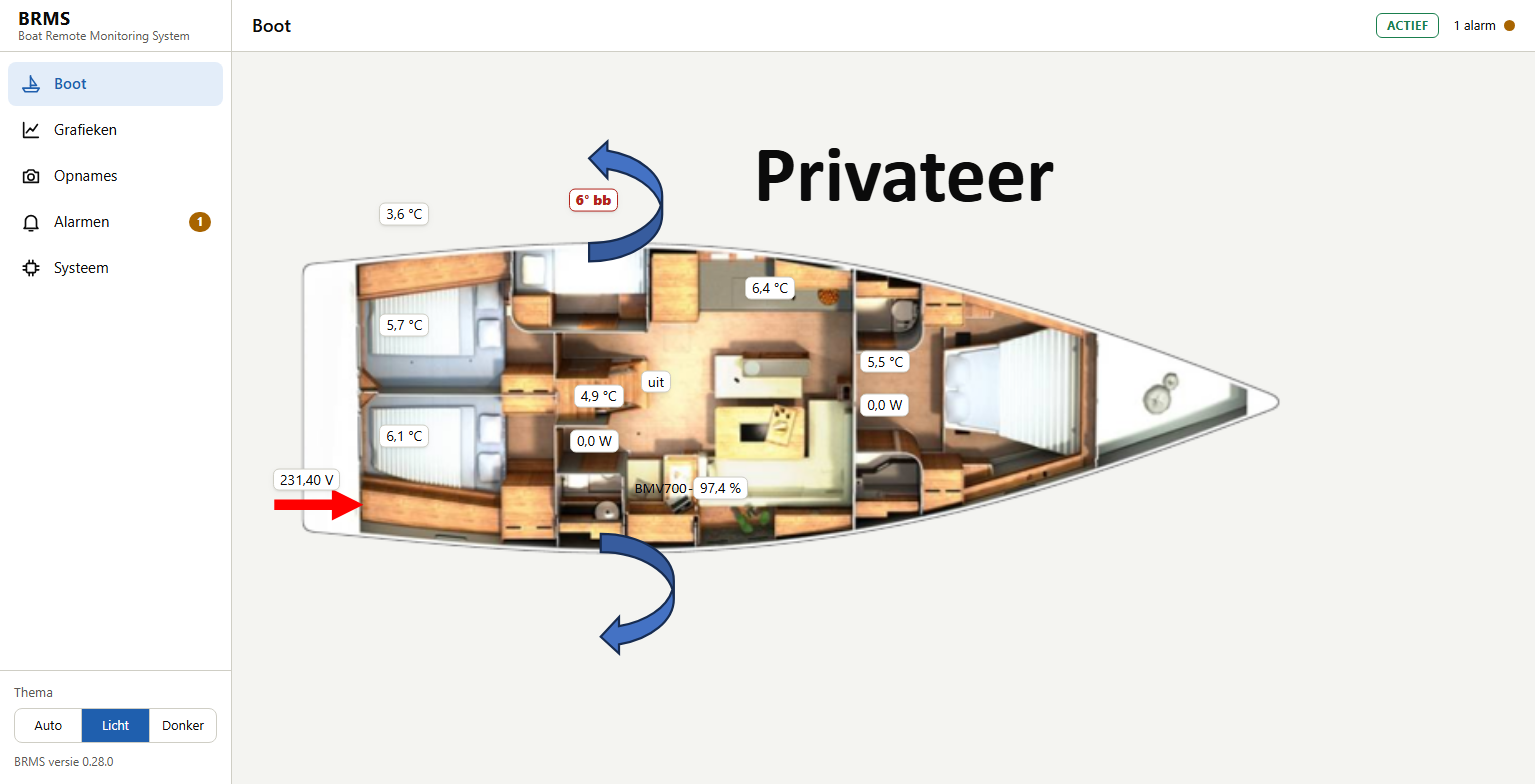 BRMS
Boat Remote Monitoring System
Boot
ACTIEF
1 alarm
Boot
Grafieken
Opnames
Alarmen
1
Systeem
Privateer
6° bb
3,6 °C
6,4 °C
5,7 °C
5,5 °C
uit
4,9 °C
0,0 W
6,1 °C
0,0 W
231,40 V
BMV700-
97,4 %
Thema
Auto
Licht
Donker
BRMS versie 0.28.0